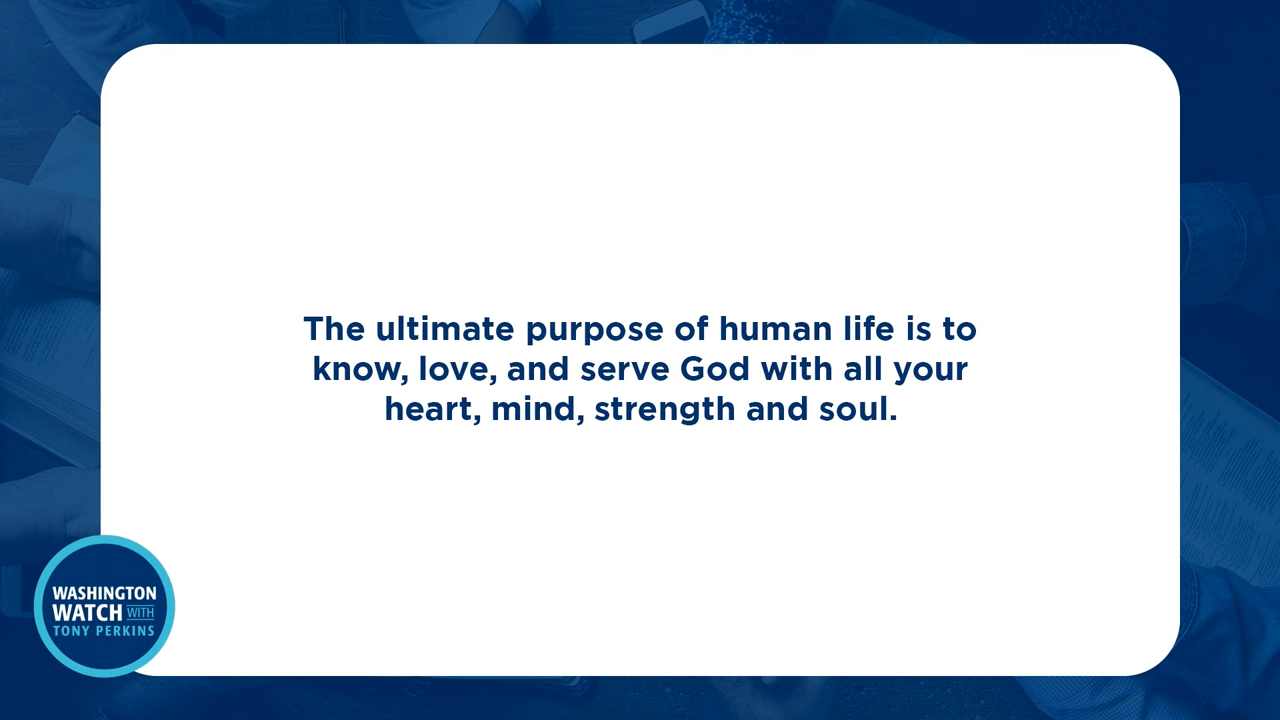 The ultimate purpose of human life is to
know, love, and serve God with all your
heart, mind, strength and soul.
WASHINGTON
WATCH WITH
TONY PERKINS